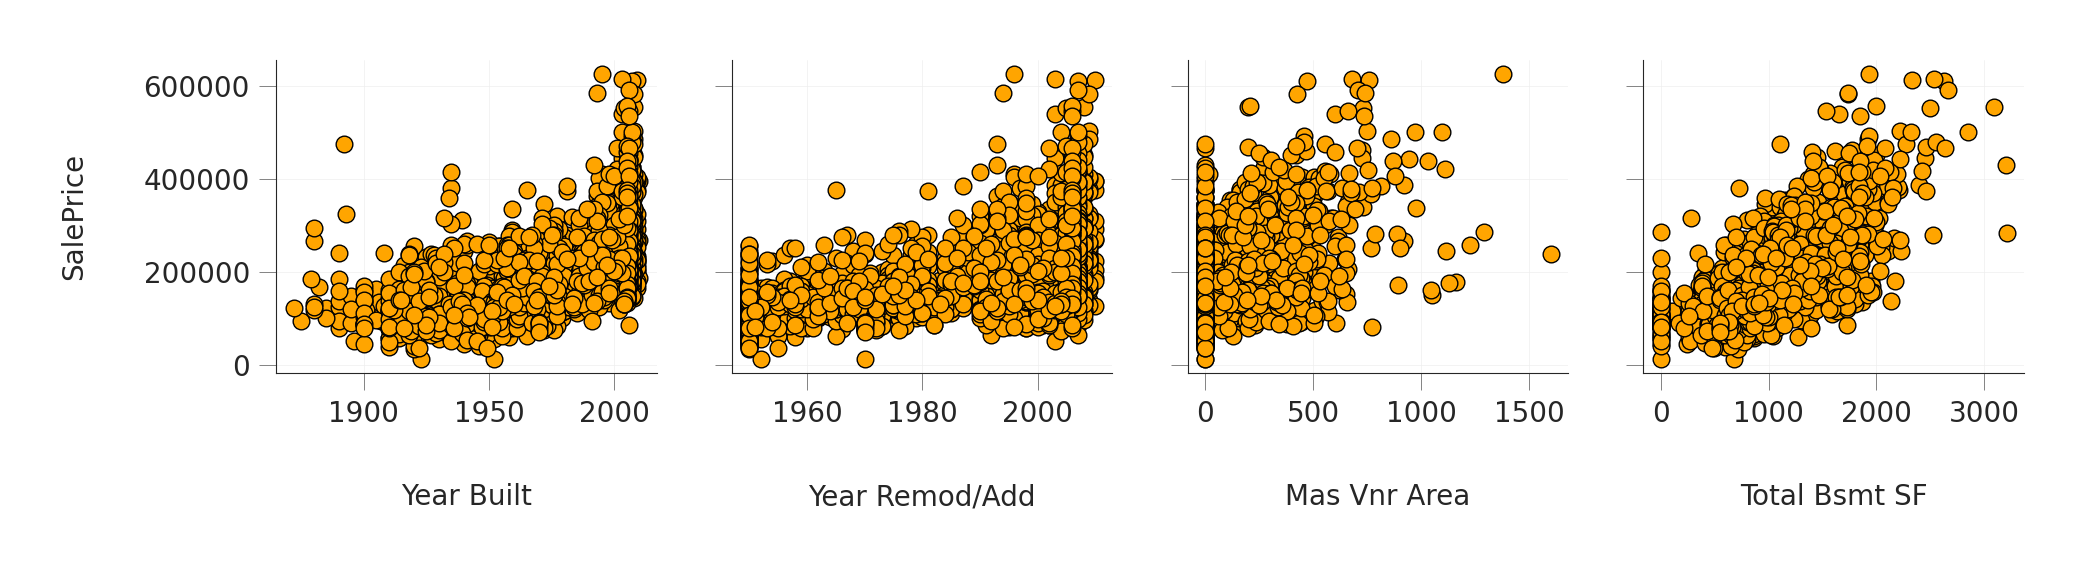 SalePrice
600000
400000
200000
0
1900 1950 2000
1960 1980 2000
0 500 1000 1500
0 1000 2000 3000
Year Built
Year Remod/Add
Mas Vnr Area
Total Bsmt SF